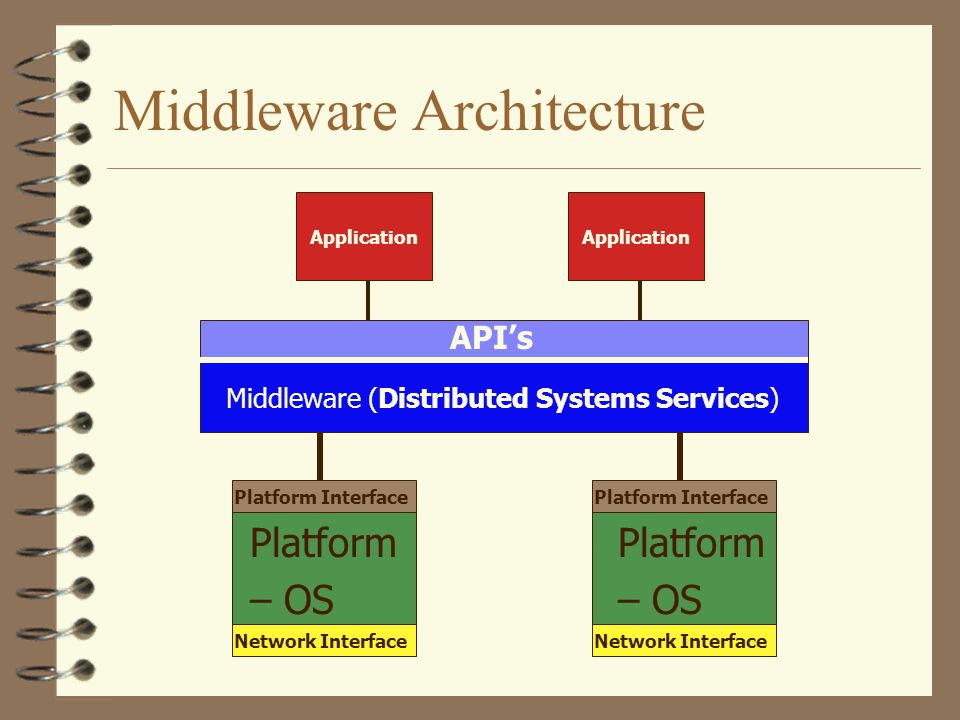 Middleware Architecture
Application
Application
API’s
Middleware (Distributed Systems Services)
Platform Interface
Platform
– OS
Network Interface
Platform Interface
Platform
– OS
Network Interface